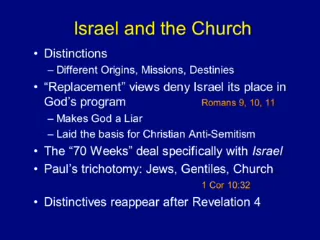 Israel and the Church
• Distinctions
– Different Origins, Missions, Destinies
• “Replacement” views deny Israel its place in
God’s program Romans 9, 10, 11
– Makes God a Liar
– Laid the basis for Christian Anti-Semitism
• The “70 Weeks” deal specifically with Israel
• Paul’s trichotomy: Jews, Gentiles, Church
1 Cor 10:32
• Distinctives reappear after Revelation 4